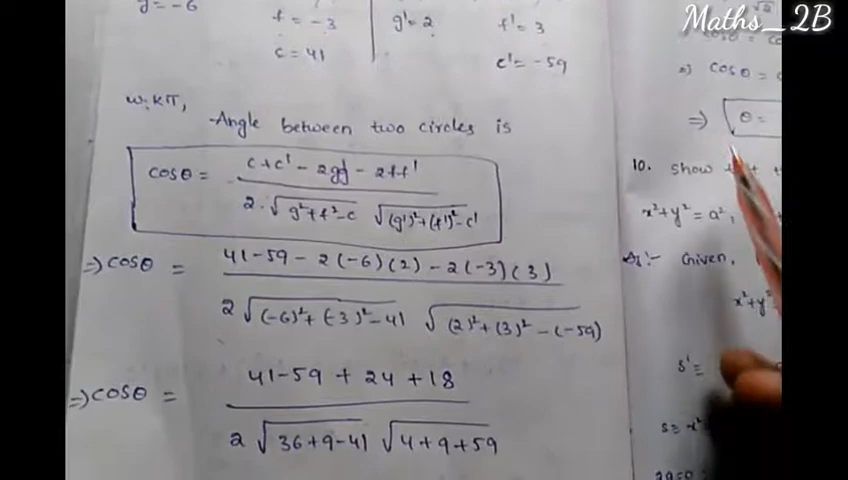 Maths_2B
g = -6
f = -3
g' = 2
f' = 3
c = 41
c' = -59
W.K.T,
Angle between two circles is
cosθ = c+c' - 2gg' - 2ff' / 2·√g²+f²-c √(g')²+(f')²-c'
⇒) cosθ = 41-59 - 2(-6)(2) - 2(-3)(3) / 2√(-6)²+(-3)²-41 √(2)²+(3)²-(-59)
⇒) cosθ = 41-59 + 24 + 18 / 2√36+9-41 √4+9+59
cosθ =
⇒ θ =
10. Show
x²+y² = a²,
Given,
x²+y²
s' ≡
s ≡ x²